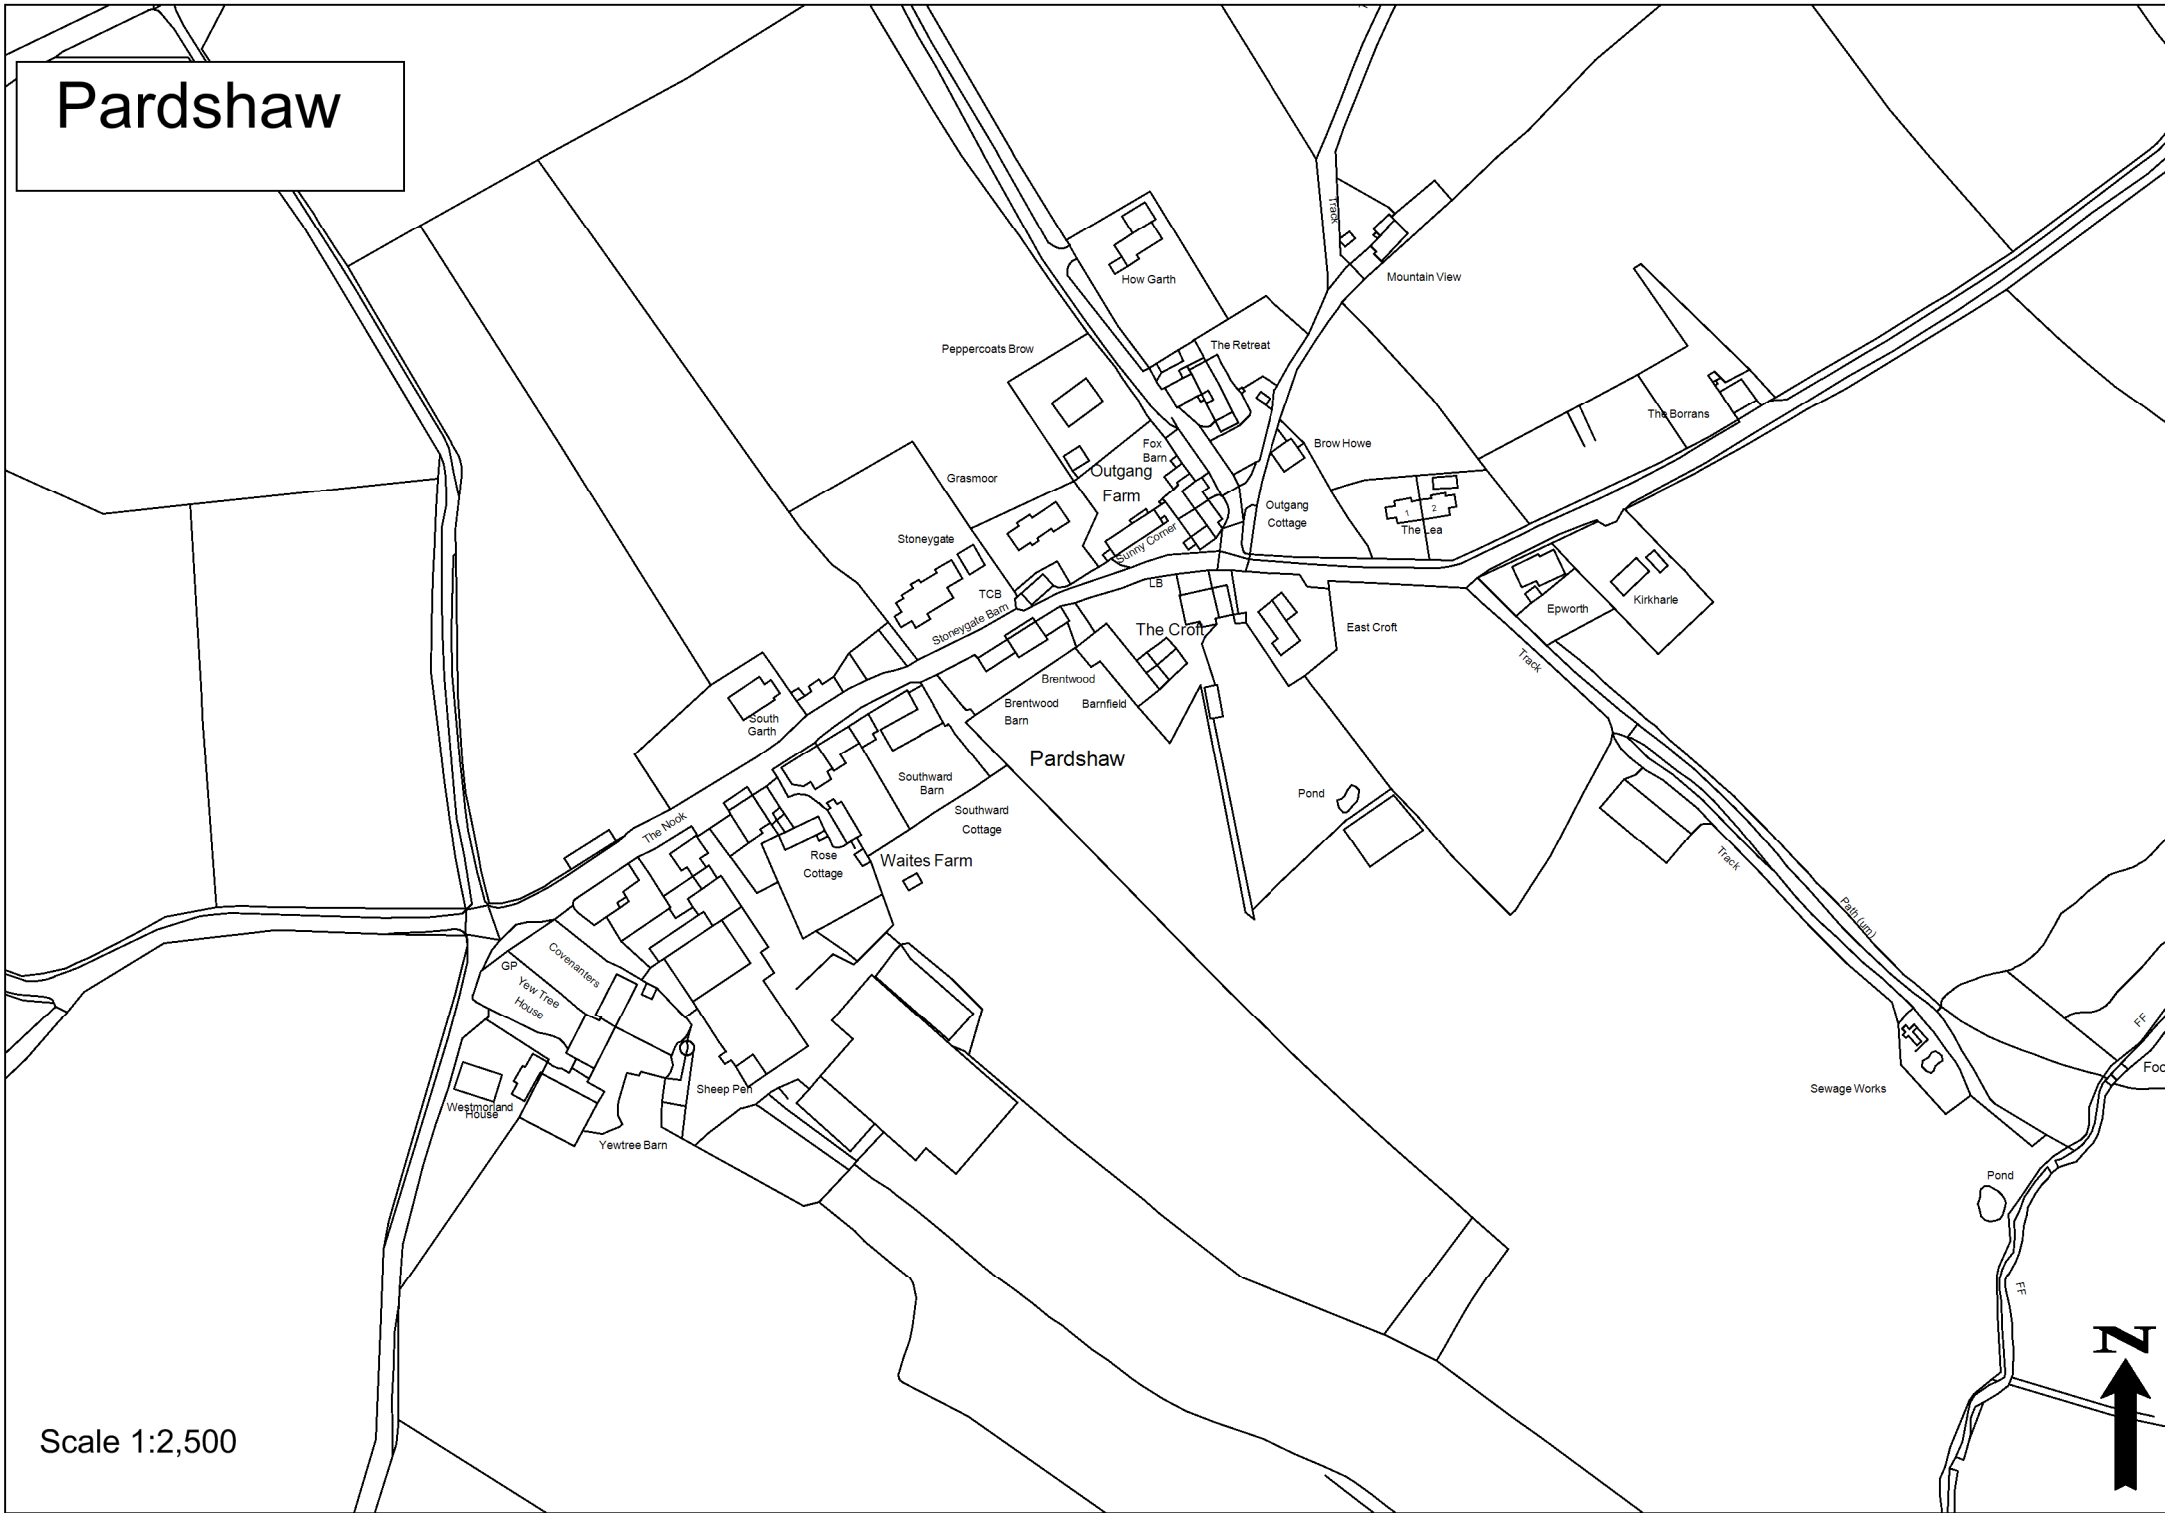 Pardshaw
Track
How Garth
Mountain View
Peppercoats Brow
The Retreat
The Borrans
Fox
Barn
Brow Howe
Outgang
Farm
Grasmoor
Outgang
Cottage
1
2
The Lea
Sunny Corner
Stoneygate
TCB
LB
Stoneygate Barn
Epworth
Kirkharle
The Croft
East Croft
Track
Brentwood
Brentwood
Barn
Barnfield
South
Garth
Pardshaw
Southward
Barn
Pond
Southward
Cottage
The Nook
Rose
Cottage
Waites Farm
Track
Path (um)
Covenanters
GP
Yew Tree
House
FF
Foo
Sheep Pen
Sewage Works
Westmorland
House
Yewtree Barn
Pond
FF
N
Scale 1:2,500